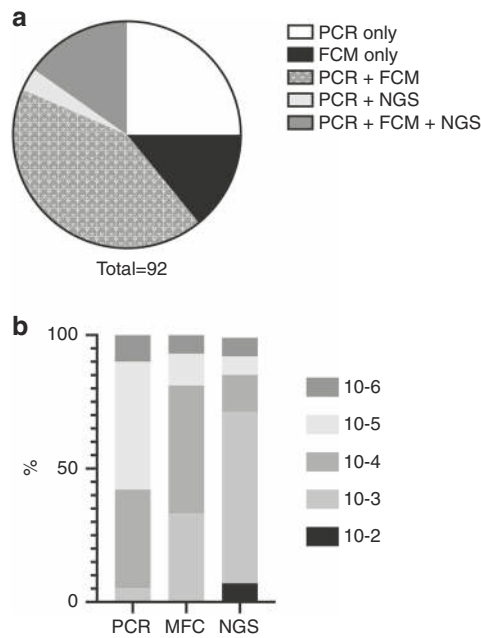 a
PCR only
FCM only
PCR + FCM
PCR + NGS
PCR + FCM + NGS
Total=92
b
100
50
0
%
PCR MFC NGS
10-6
10-5
10-4
10-3
10-2